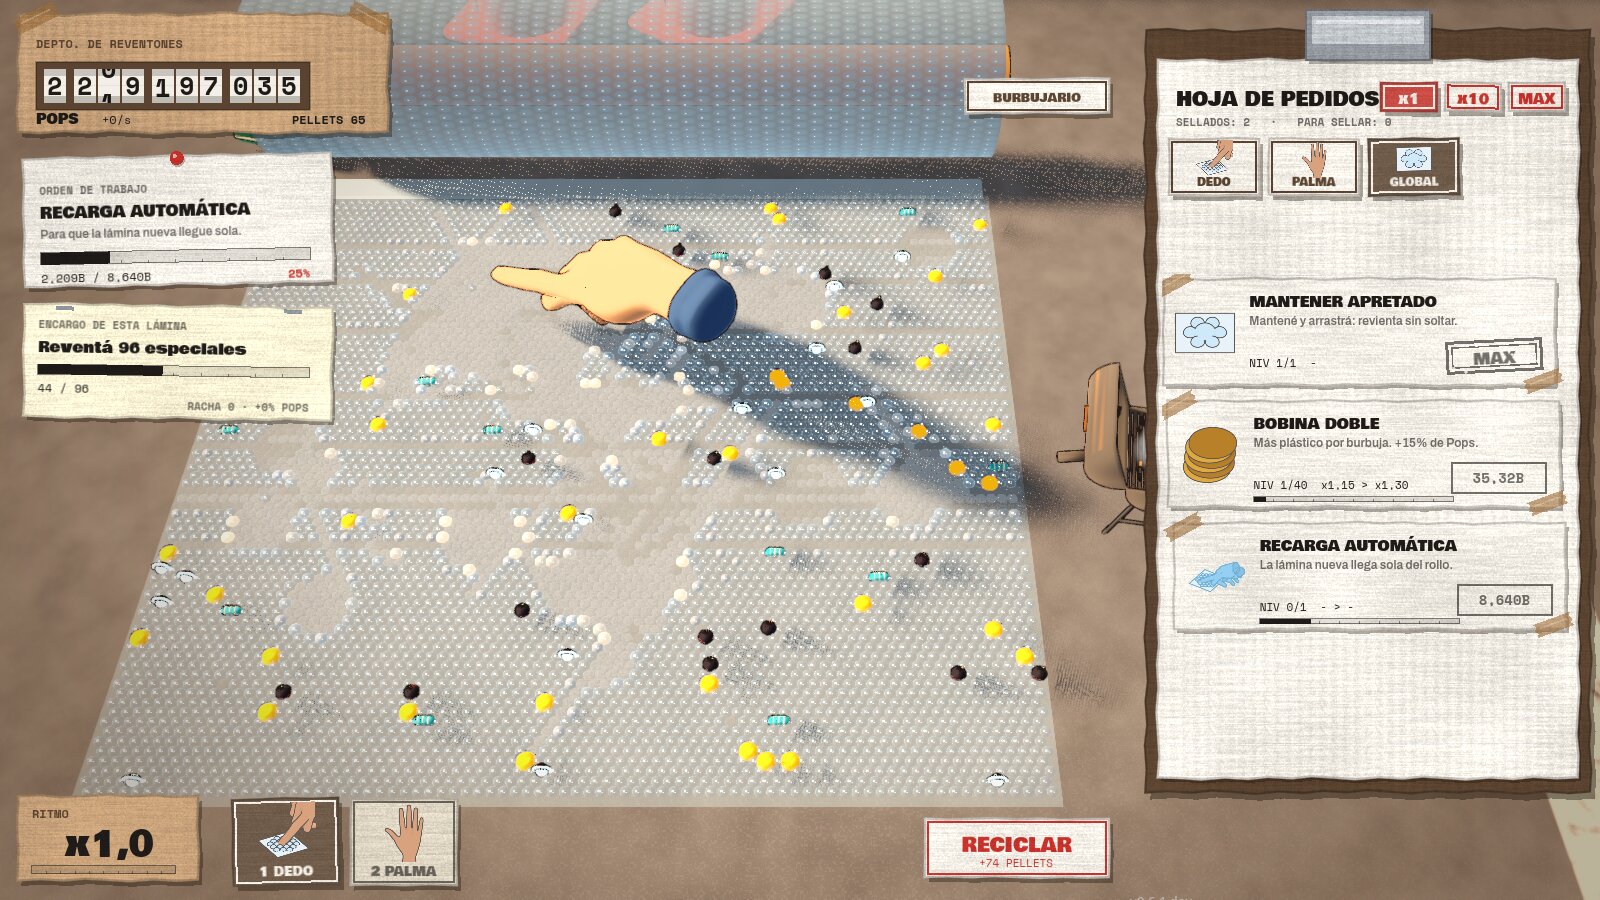 DEPTO. DE REVENTONES
2 2 9 197 035
POPS +0/s PELLETS 65
ORDEN DE TRABAJO
RECARGA AUTOMÁTICA
Para que la lámina nueva llegue sola.
2.209B / 8.640B 25%
ENCARGO DE ESTA LÁMINA
Reventá 96 especiales
44 / 96
RACHA 0 · +0% POPS
RITMO
x1,0
1 DEDO
2 PALMA
BURBUJARIO
RECICLAR
+74 PELLETS
HOJA DE PEDIDOS x1 x10 MAX
SELLADOS: 2 · PARA SELLAR: 0
DEDO PALMA GLOBAL
MANTENER APRETADO
Mantené y arrastrá: revienta sin soltar.
NIV 1/1 - MAX
BOBINA DOBLE
Más plástico por burbuja. +15% de Pops.
NIV 1/40 x1,15 > x1,30 35,32B
RECARGA AUTOMÁTICA
La lámina nueva llega sola del rollo.
NIV 0/1 - > - 8,640B